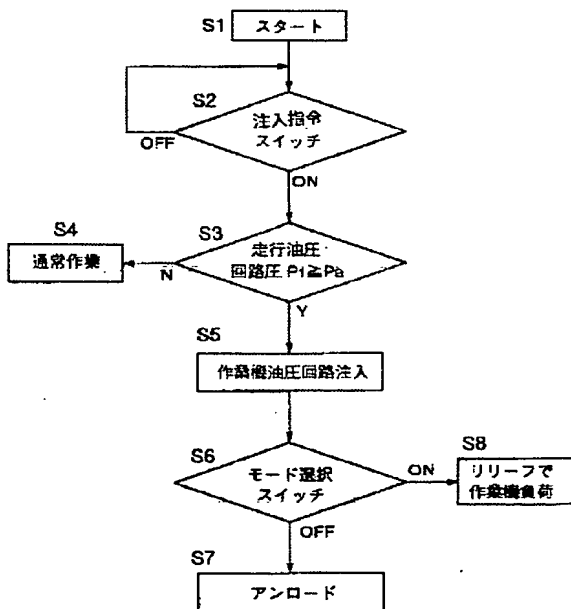 S1
スタート
S2
注入指令
スイッチ
OFF
ON
S3
走行油圧
回路圧 P1≧Pa
S4
通常作業
N
Y
S5
作業機油圧回路注入
S6
モード選択
スイッチ
ON
S8
リリーフで
作業機負荷
OFF
S7
アンロード